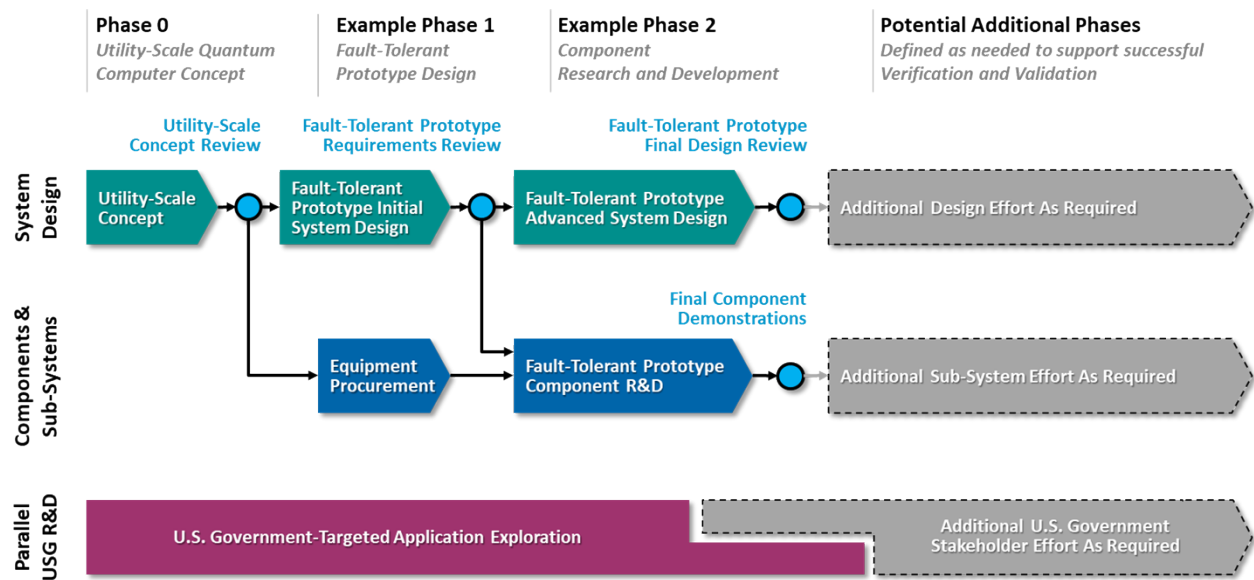 Phase 0
Utility-Scale Quantum
Computer Concept
Example Phase 1
Fault-Tolerant
Prototype Design
Example Phase 2
Component
Research and Development
Potential Additional Phases
Defined as needed to support successful
Verification and Validation
Utility-Scale
Concept Review
Fault-Tolerant Prototype
Requirements Review
Fault-Tolerant Prototype
Final Design Review
System
Design
Utility-Scale
Concept
Fault-Tolerant
Prototype Initial
System Design
Fault-Tolerant Prototype
Advanced System Design
Additional Design Effort As Required
Final Component
Demonstrations
Components &
Sub-Systems
Equipment
Procurement
Fault-Tolerant Prototype
Component R&D
Additional Sub-System Effort As Required
Parallel
USG R&D
U.S. Government-Targeted Application Exploration
Additional U.S. Government
Stakeholder Effort As Required